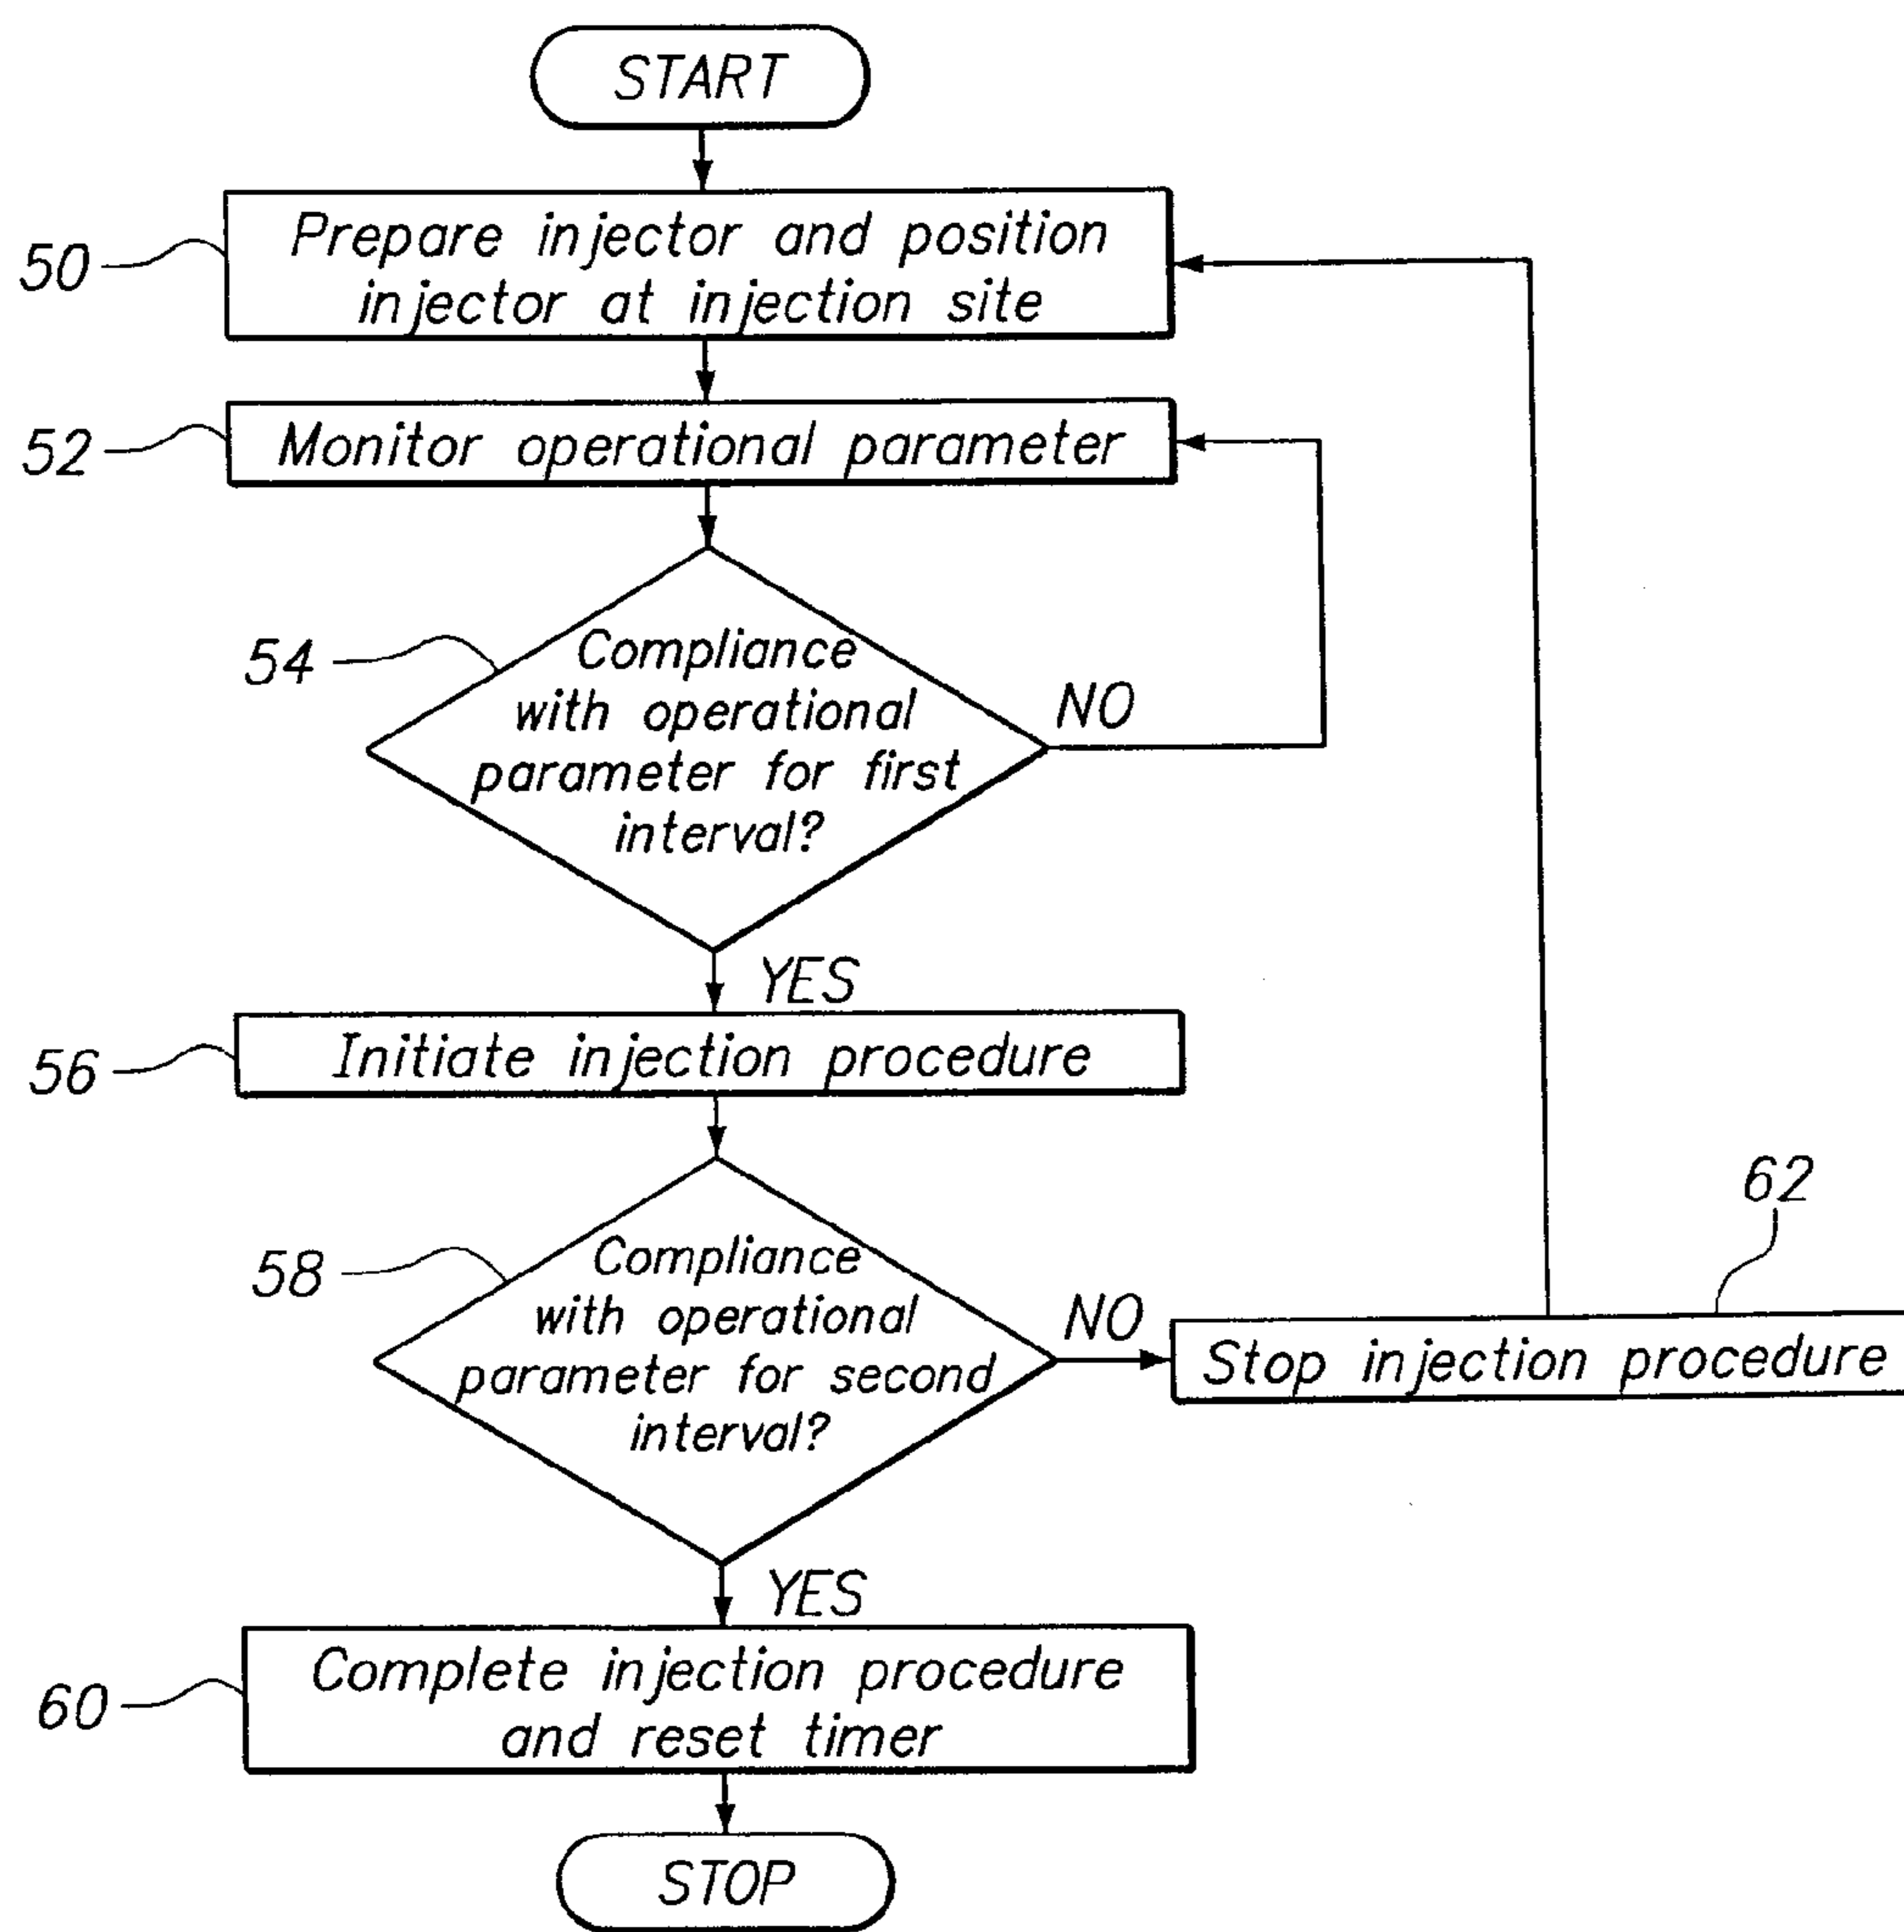 START
50
Prepare injector and position
injector at injection site
52
Monitor operational parameter
54
Compliance
with operational
parameter for first
interval?
NO
YES
56
Initiate injection procedure
58
Compliance
with operational
parameter for second
interval?
NO
62
Stop injection procedure
YES
60
Complete injection procedure
and reset timer
STOP